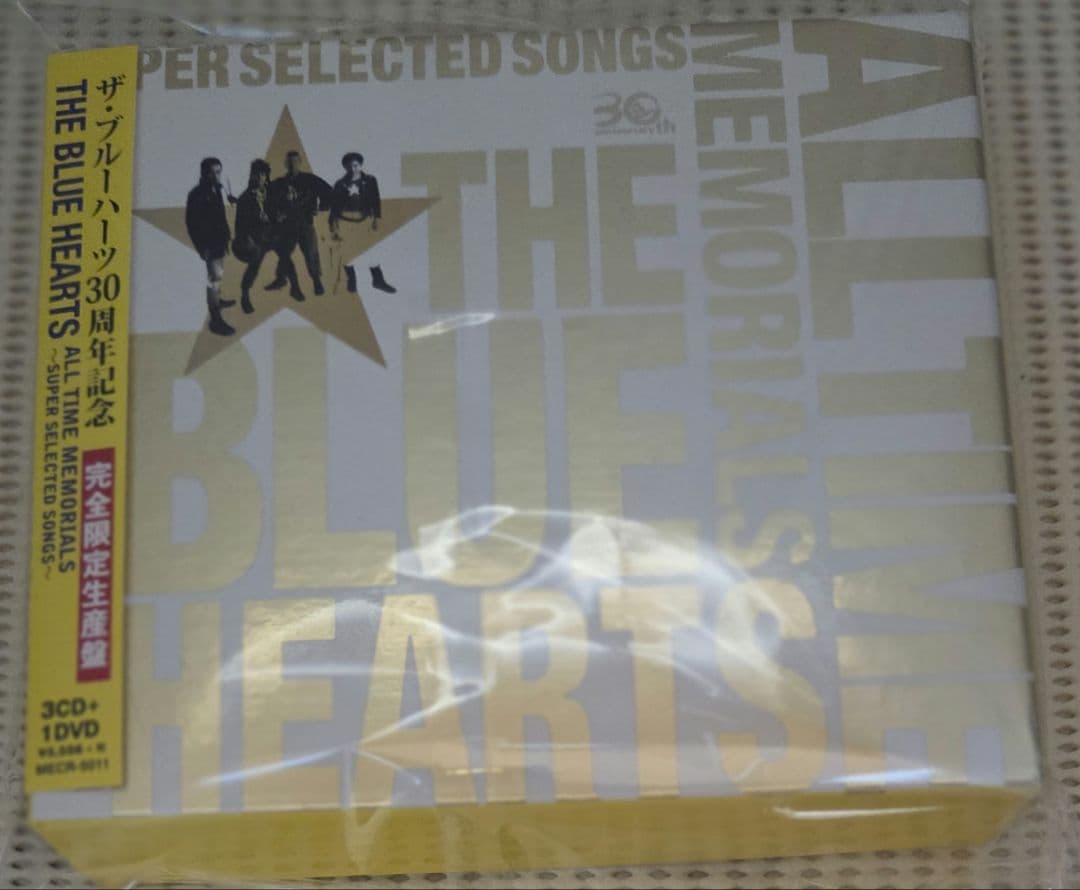 ザ・ブルーハーツ30周年記念
THE BLUE HEARTS ALL TIME MEMORIALS
~SUPER SELECTED SONGS~
完全限定生産盤
3CD+
1DVD
MECR-5011
PER SELECTED SONGS
30th
THE
BLUE
HEARTS
MEMORIALS
ALL TIME